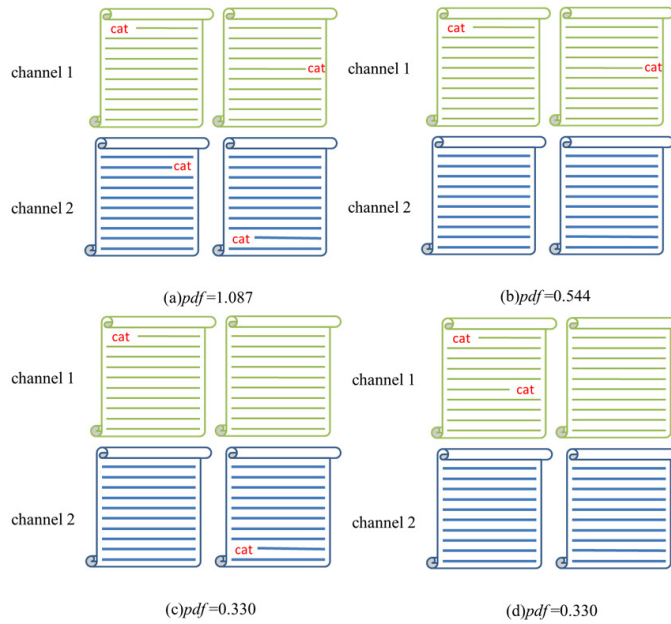 cat
cat
channel 1
cat
channel 2
cat
(a)pdf=1.087
cat
channel 1
cat
channel 2
(b)pdf=0.544
cat
channel 1
channel 2
cat
(c)pdf=0.330
cat
channel 1
cat
channel 2
(d)pdf=0.330